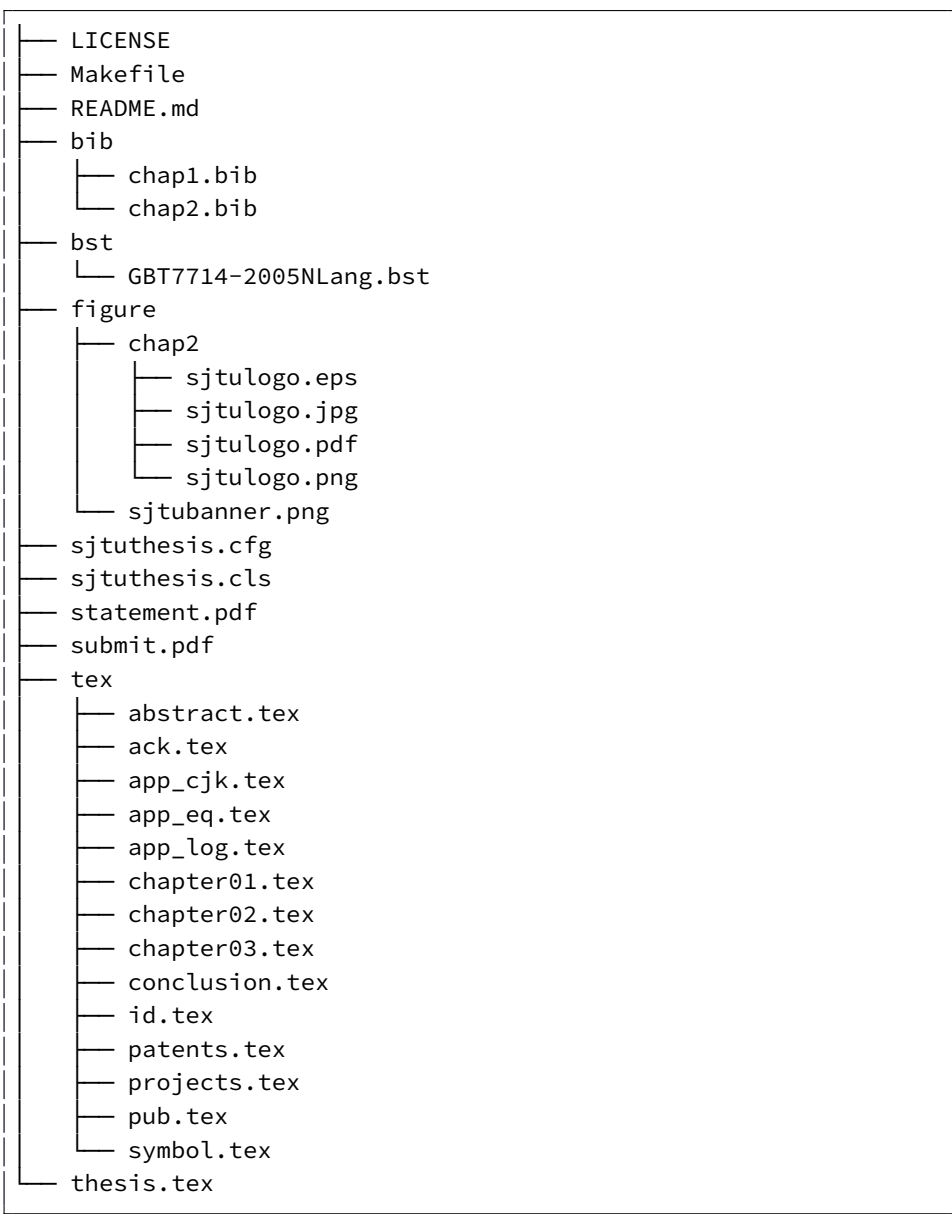 ├── LICENSE
├── Makefile
├── README.md
├── bib
│   ├── chap1.bib
│   └── chap2.bib
├── bst
│   └── GBT7714-2005NLang.bst
├── figure
│   ├── chap2
│   │   ├── sjtulogo.eps
│   │   ├── sjtulogo.jpg
│   │   ├── sjtulogo.pdf
│   │   └── sjtulogo.png
│   └── sjtubanner.png
├── sjtuthesis.cfg
├── sjtuthesis.cls
├── statement.pdf
├── submit.pdf
├── tex
│   ├── abstract.tex
│   ├── ack.tex
│   ├── app_cjk.tex
│   ├── app_eq.tex
│   ├── app_log.tex
│   ├── chapter01.tex
│   ├── chapter02.tex
│   ├── chapter03.tex
│   ├── conclusion.tex
│   ├── id.tex
│   ├── patents.tex
│   ├── projects.tex
│   ├── pub.tex
│   └── symbol.tex
└── thesis.tex